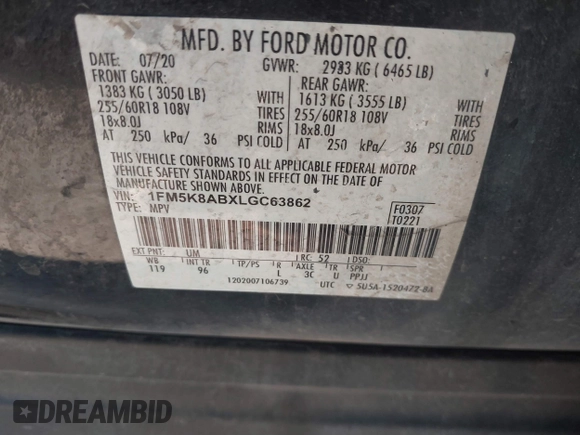 MFD. BY FORD MOTOR CO.
DATE: 07/20 GVWR: 2933 KG ( 6465 LB)
FRONT GAWR: REAR GAWR:
1383 KG ( 3050 LB) WITH 1613 KG ( 3555 LB) WITH
255/60R18 108V TIRES 255/60R18 108V TIRES
18x8.0J RIMS 18x8.0J RIMS
AT 250 kPa/ 36 PSI COLD AT 250 kPa/ 36 PSI COLD
THIS VEHICLE CONFORMS TO ALL APPLICABLE FEDERAL MOTOR
VEHICLE SAFETY STANDARDS IN EFFECT ON THE DATE OF
MANUFACTURE SHOWN ABOVE.
VIN: 1FM5K8ABXLGC63862
TYPE: MPV
F0307
T0221
EXT PNT: UM RC: 52 DSO:
WB INT TR TP/PS R AXLE TR SPR
119 96 L 3C U PPJJ
1202007106739 UTC ▽ 5U5A-1520472-BA
DREAMBID